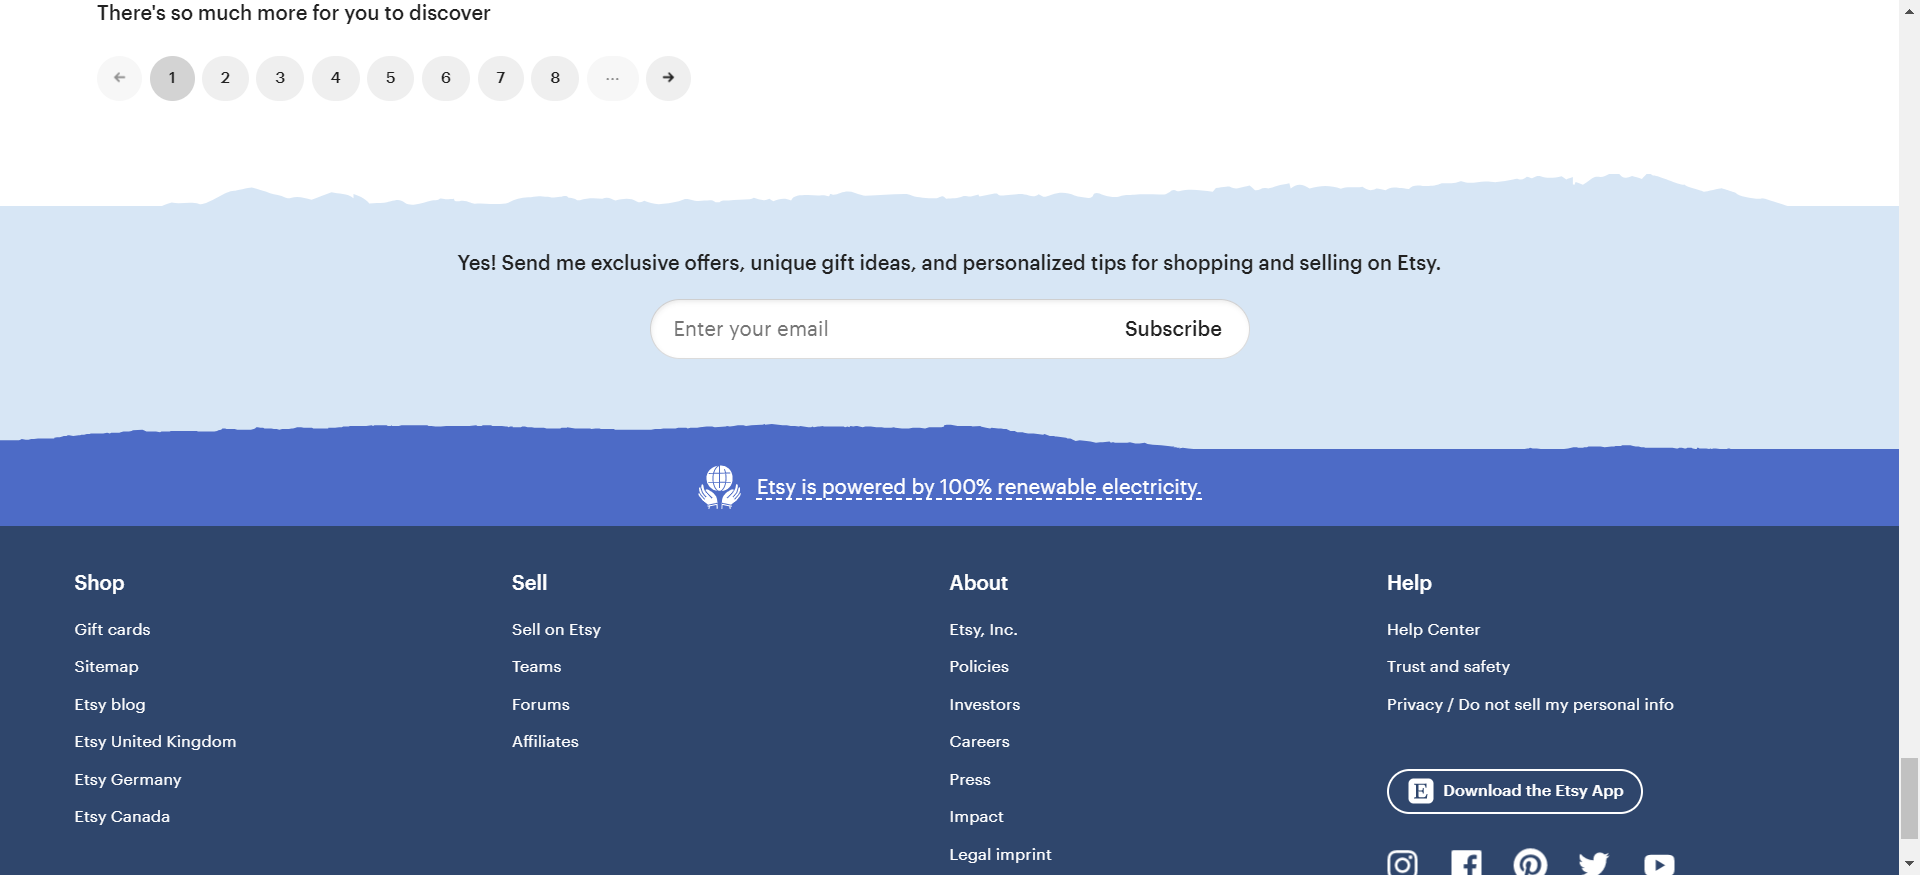 There's so much more for you to discover
← 1 2 3 4 5 6 7 8 ... →
Yes! Send me exclusive offers, unique gift ideas, and personalized tips for shopping and selling on Etsy.
Enter your email
Subscribe
Etsy is powered by 100% renewable electricity.
Shop
Gift cards
Sitemap
Etsy blog
Etsy United Kingdom
Etsy Germany
Etsy Canada
Sell
Sell on Etsy
Teams
Forums
Affiliates
About
Etsy, Inc.
Policies
Investors
Careers
Press
Impact
Legal imprint
Help
Help Center
Trust and safety
Privacy / Do not sell my personal info
E Download the Etsy App